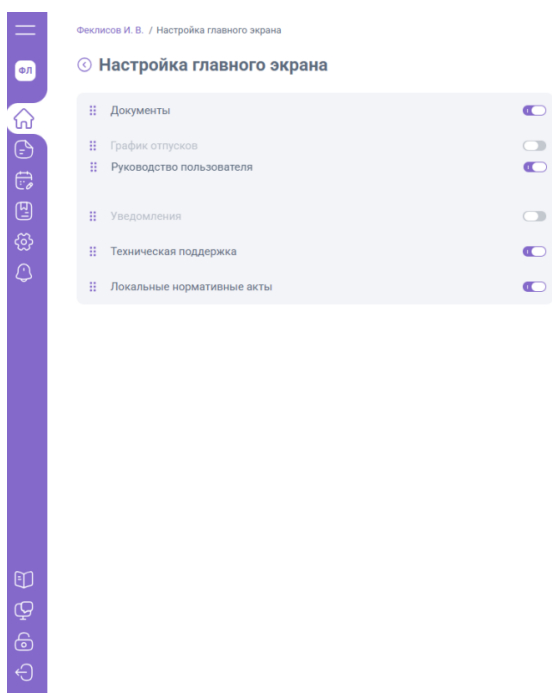 Феклисов И. В. / Настройка главного экрана
ФЛ
Настройка главного экрана
Документы
График отпусков
Руководство пользователя
Уведомления
Техническая поддержка
Локальные нормативные акты